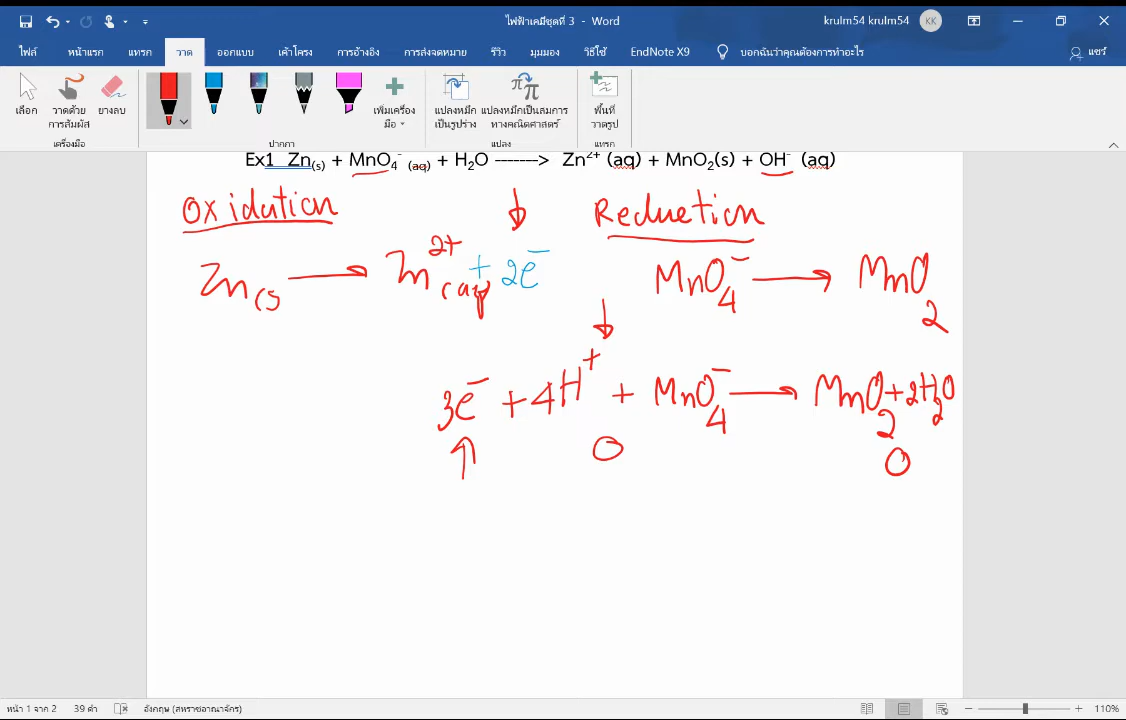 ไฟฟ้าเคมีชุดที่ 3 - Word
krulm54 krulm54
KK
ไฟล์ หน้าแรก แทรก วาด ออกแบบ เค้าโครง การอ้างอิง การส่งจดหมาย รีวิว มุมมอง วิธีใช้ EndNote X9 บอกฉันว่าคุณต้องการทำอะไร แชร์
เลือก วาดด้วยการสัมผัส ยางลบ เพิ่มเครื่องมือ แปลงหมึกเป็นรูปร่าง แปลงหมึกเป็นสมการทางคณิตศาสตร์ พื้นที่วาดรูป
เครื่องมือ ปากกา แปลง แทรก
Ex1 Zn(s) + MnO₄⁻ (aq) + H₂O -------> Zn²⁺ (aq) + MnO₂(s) + OH⁻ (aq)
Oxidation Reduction
Zn(s → Zn²⁺(aq) + 2e⁻ MnO₄⁻ → MnO₂
3e⁻ + 4H⁺ + MnO₄⁻ → MnO₂ + 2H₂O
0 0
หน้า 1 จาก 2 39 คำ อังกฤษ (สหราชอาณาจักร) 110%